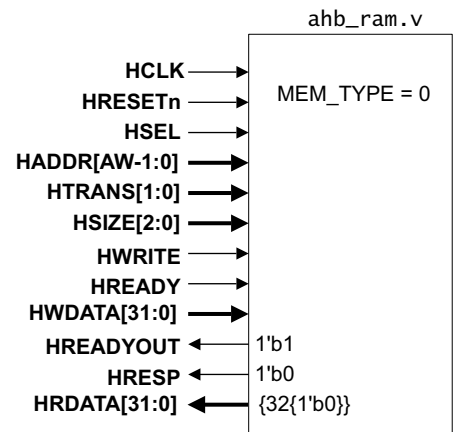 ahb_ram.v
HCLK
MEM_TYPE = 0
HRESETn
HSEL
HADDR[AW-1:0]
HTRANS[1:0]
HSIZE[2:0]
HWRITE
HREADY
HWDATA[31:0]
HREADYOUT 1'b1
HRESP 1'b0
HRDATA[31:0] {32{1'b0}}